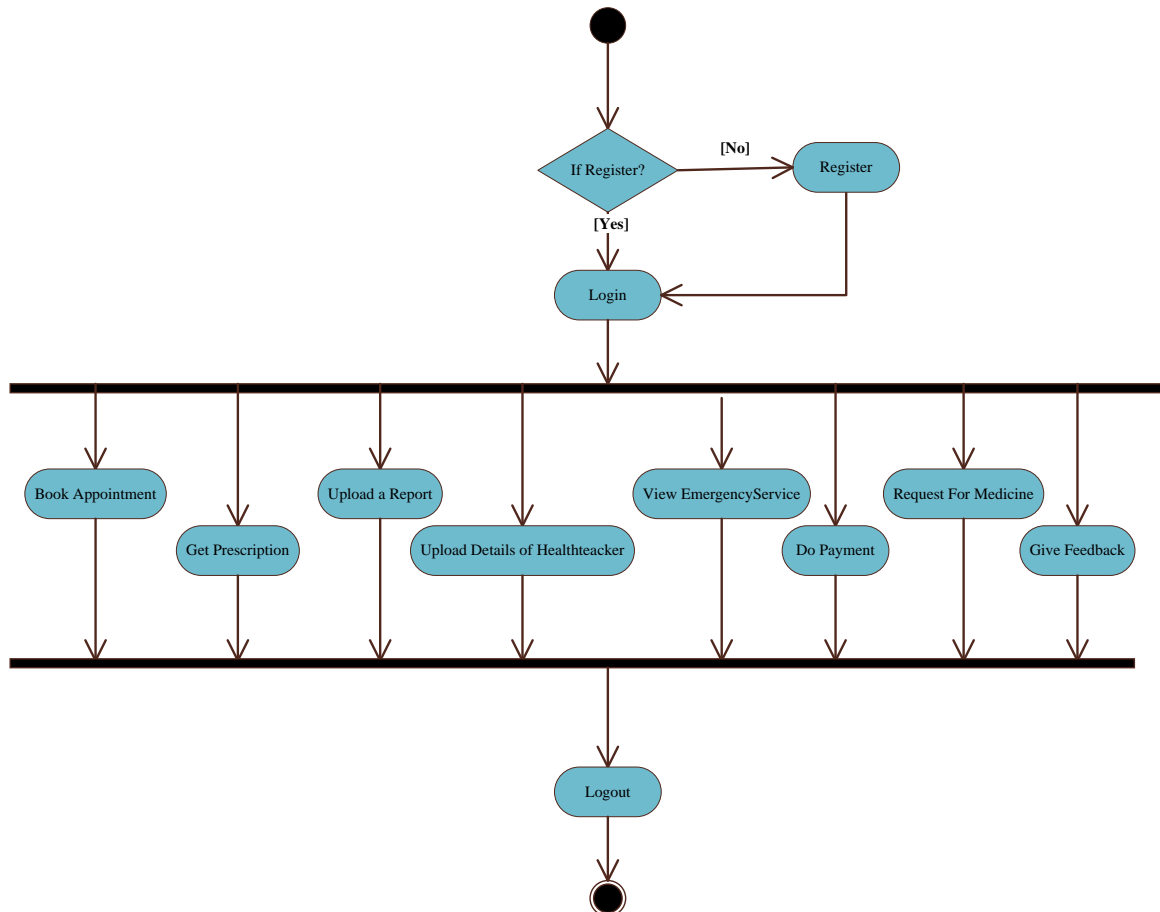 If Register?
[No]
Register
[Yes]
Login
Book Appointment
Upload a Report
View EmergencyService
Request For Medicine
Get Prescription
Upload Details of Healthteacker
Do Payment
Give Feedback
Logout